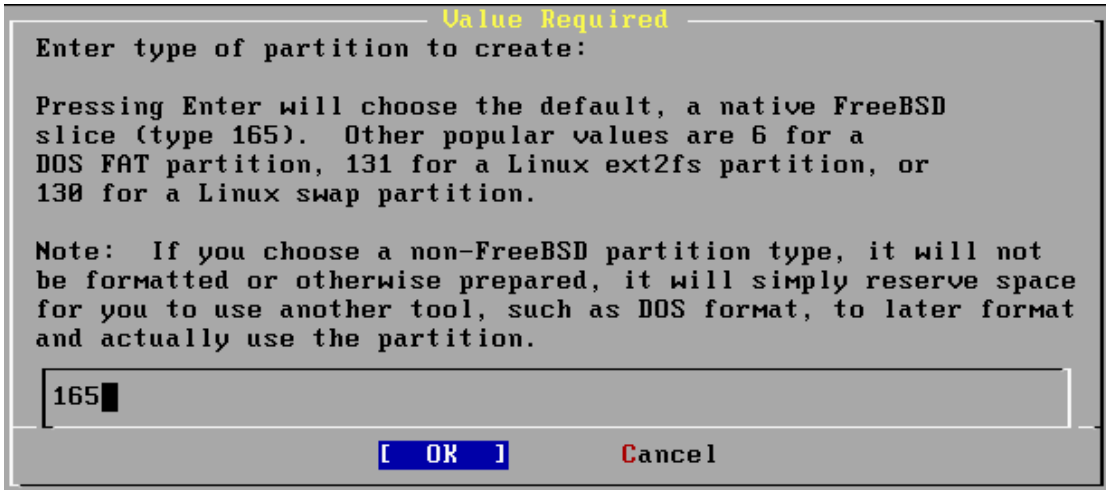 Value Required
Enter type of partition to create:
Pressing Enter will choose the default, a native FreeBSD
slice (type 165).  Other popular values are 6 for a
DOS FAT partition, 131 for a Linux ext2fs partition, or
130 for a Linux swap partition.
Note:  If you choose a non-FreeBSD partition type, it will not
be formatted or otherwise prepared, it will simply reserve space
for you to use another tool, such as DOS format, to later format
and actually use the partition.
165
[  OK  ]        Cancel